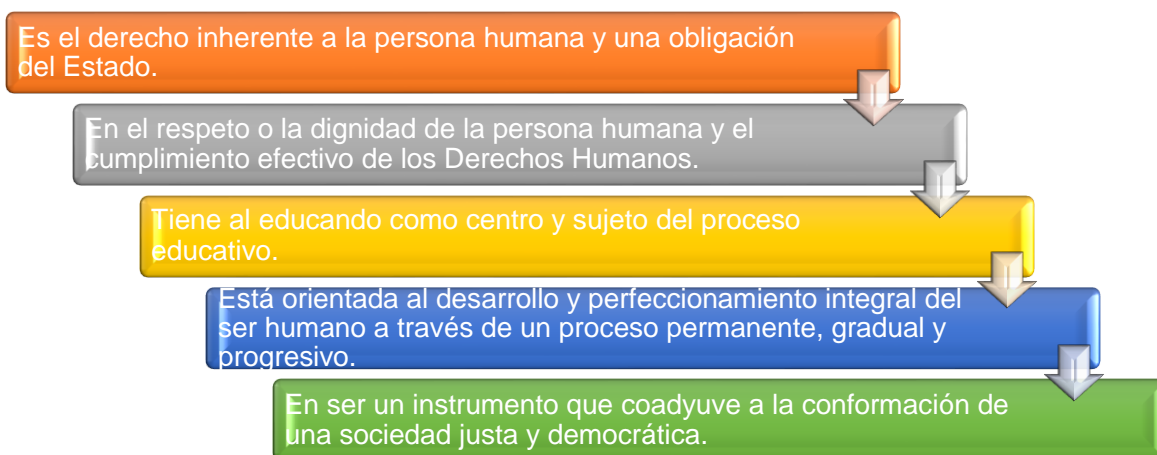 Es el derecho inherente a la persona humana y una obligación
del Estado.
En el respeto o la dignidad de la persona humana y el
cumplimiento efectivo de los Derechos Humanos.
Tiene al educando como centro y sujeto del proceso
educativo.
Está orientada al desarrollo y perfeccionamiento integral del
ser humano a través de un proceso permanente, gradual y
progresivo.
En ser un instrumento que coadyuve a la conformación de
una sociedad justa y democrática.